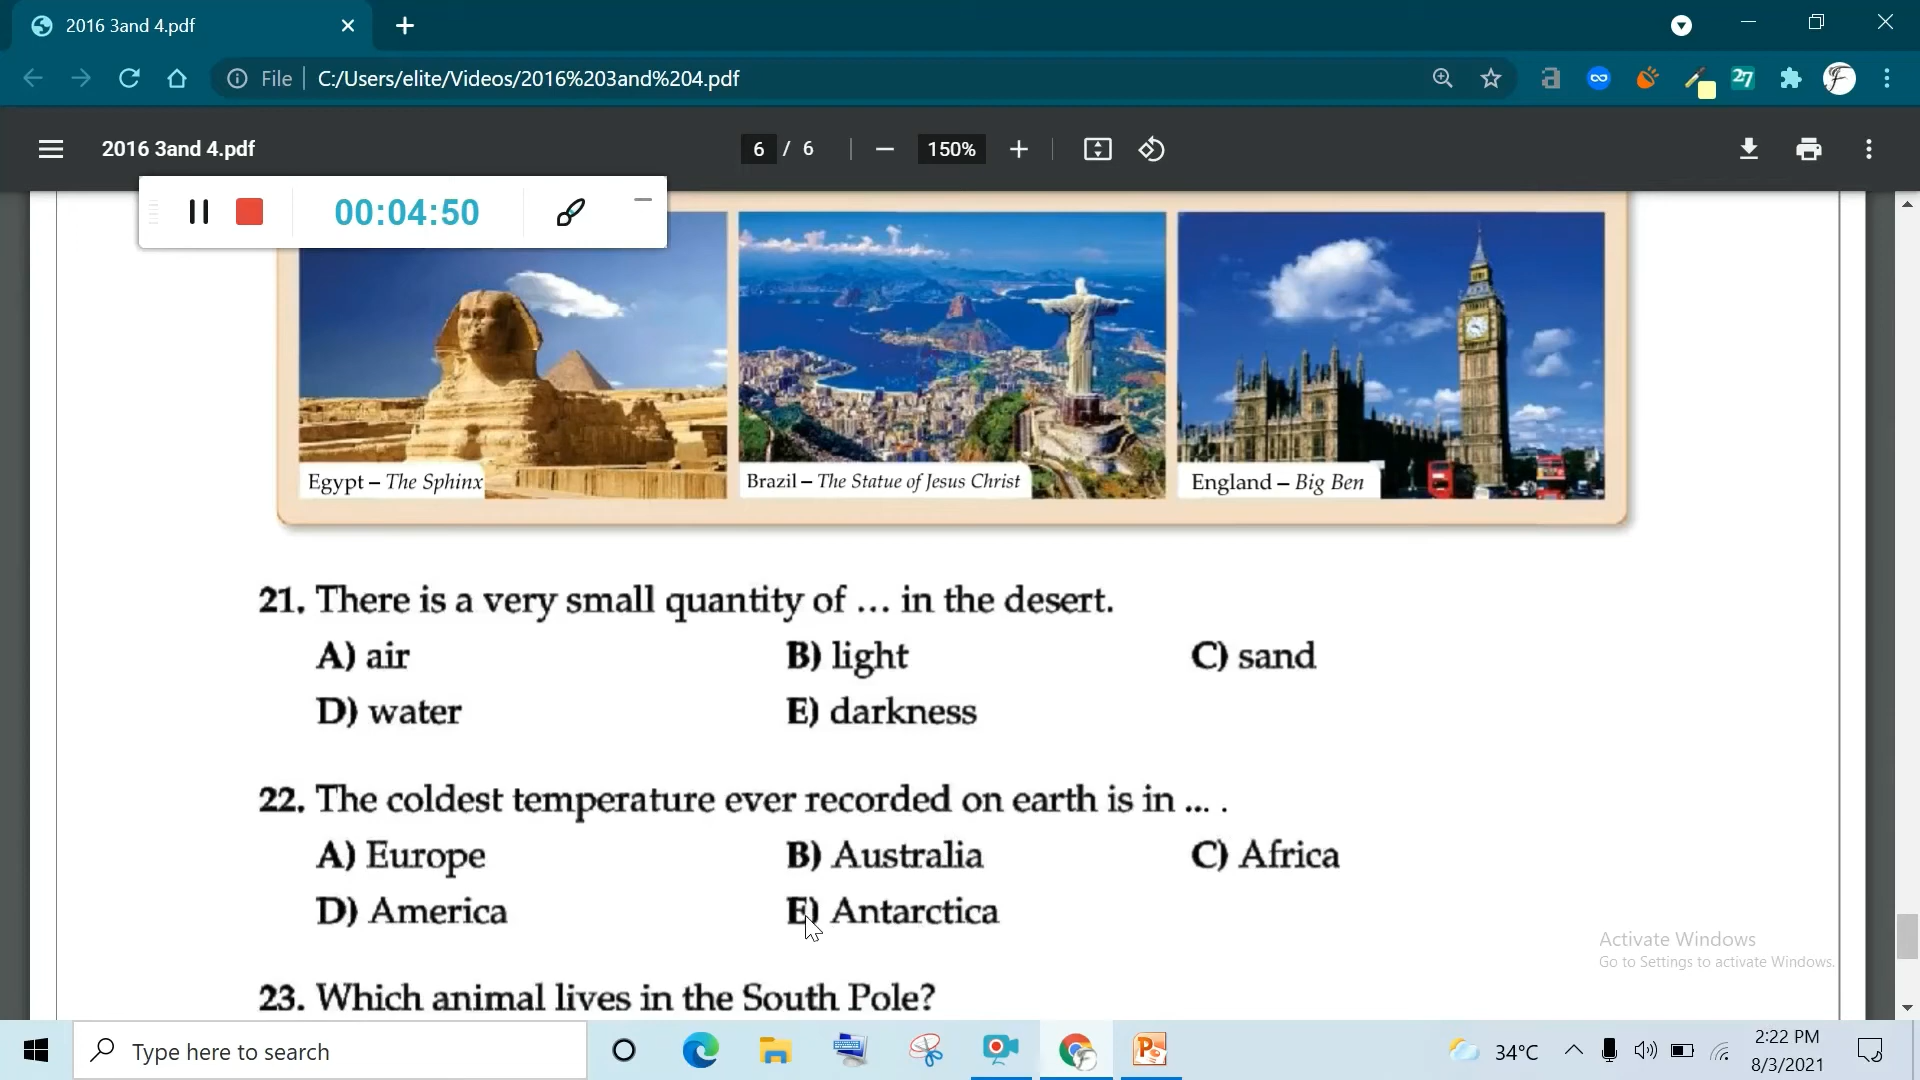 2016 3and 4.pdf
File
C:/Users/elite/Videos/2016%203and%204.pdf
27
2016 3and 4.pdf
6 / 6
150%
00:04:50
Egypt – The Sphinx
Brazil – The Statue of Jesus Christ
England – Big Ben
21. There is a very small quantity of ... in the desert.
A) air
B) light
C) sand
D) water
E) darkness
22. The coldest temperature ever recorded on earth is in ... .
A) Europe
B) Australia
C) Africa
D) America
E) Antarctica
23. Which animal lives in the South Pole?
Activate Windows
Go to Settings to activate Windows.
Type here to search
34°C
2:22 PM
8/3/2021